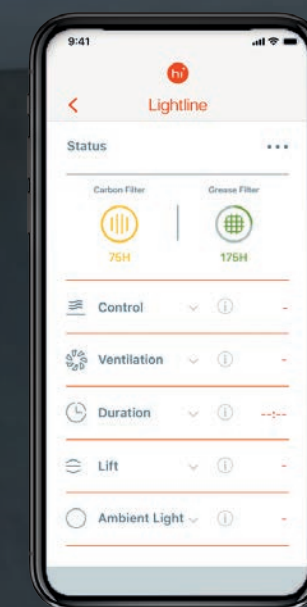 9:41
hi
Lightline
Status
Carbon Filter Grease Filter
75H 175H
Control -
Ventilation -
Duration --:--
Lift -
Ambient Light -